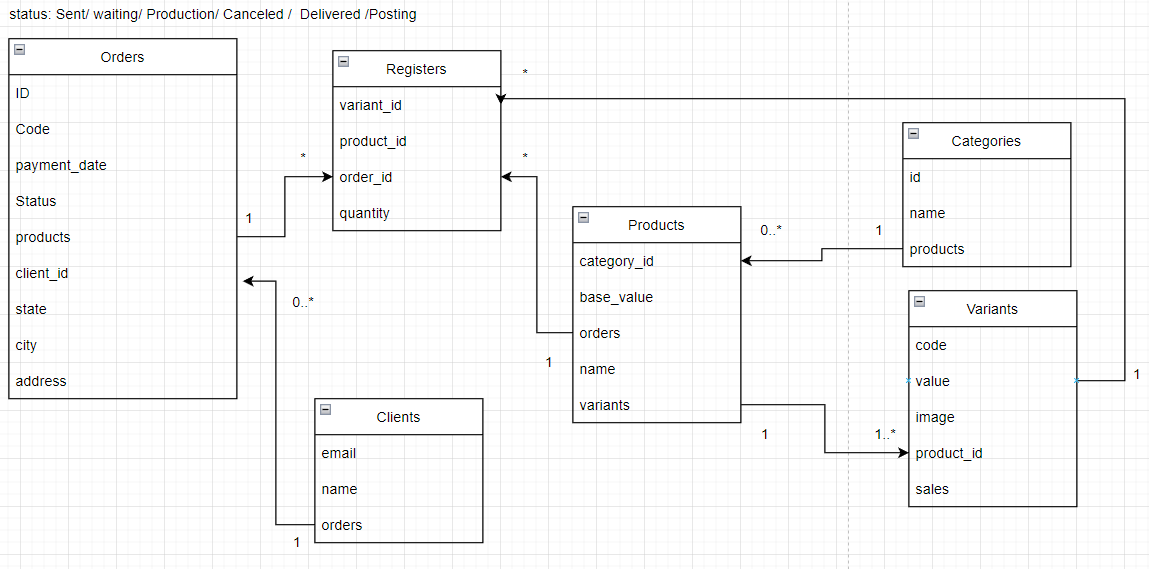 status: Sent/ waiting/ Production/ Canceled /  Delivered /Posting
Orders
ID
Code
payment_date
Status
products
client_id
state
city
address
Registers
variant_id
product_id
order_id
quantity
*
*
*
1
0..*
1
Clients
email
name
orders
Products
category_id
base_value
orders
name
variants
1
0..*
1
1
1..*
Categories
id
name
products
Variants
code
value
image
product_id
sales
1